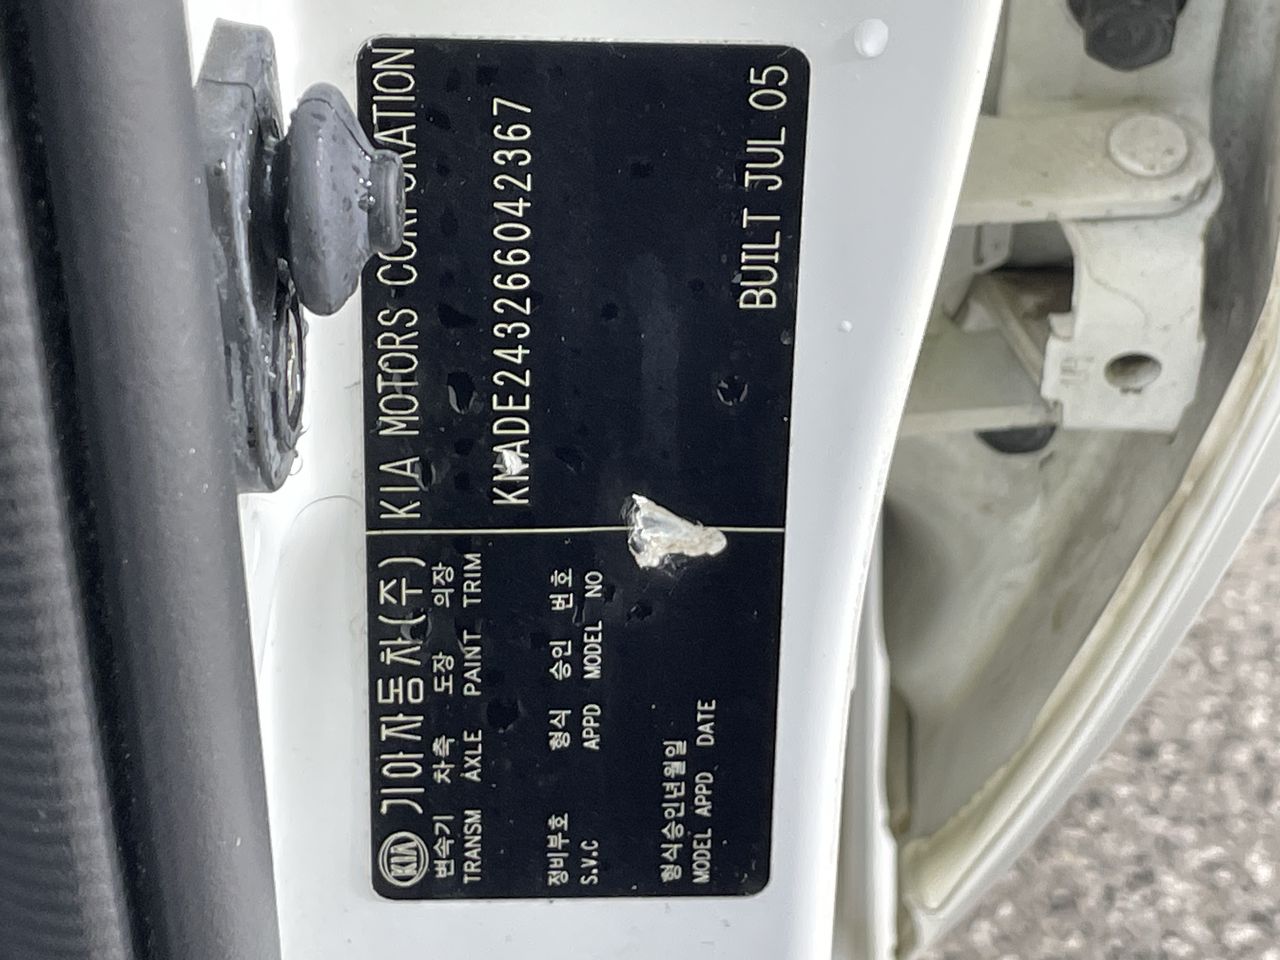 KIA 기아자동차(주) KIA MOTORS CORPORATION
변속기 차축 도장 의장
TRANSM AXLE PAINT TRIM
KNADE243266042367
정비부호 형식 승인 번호
S.V.C APPD MODEL NO
형식승인년월일
MODEL APPD DATE
BUILT JUL 05